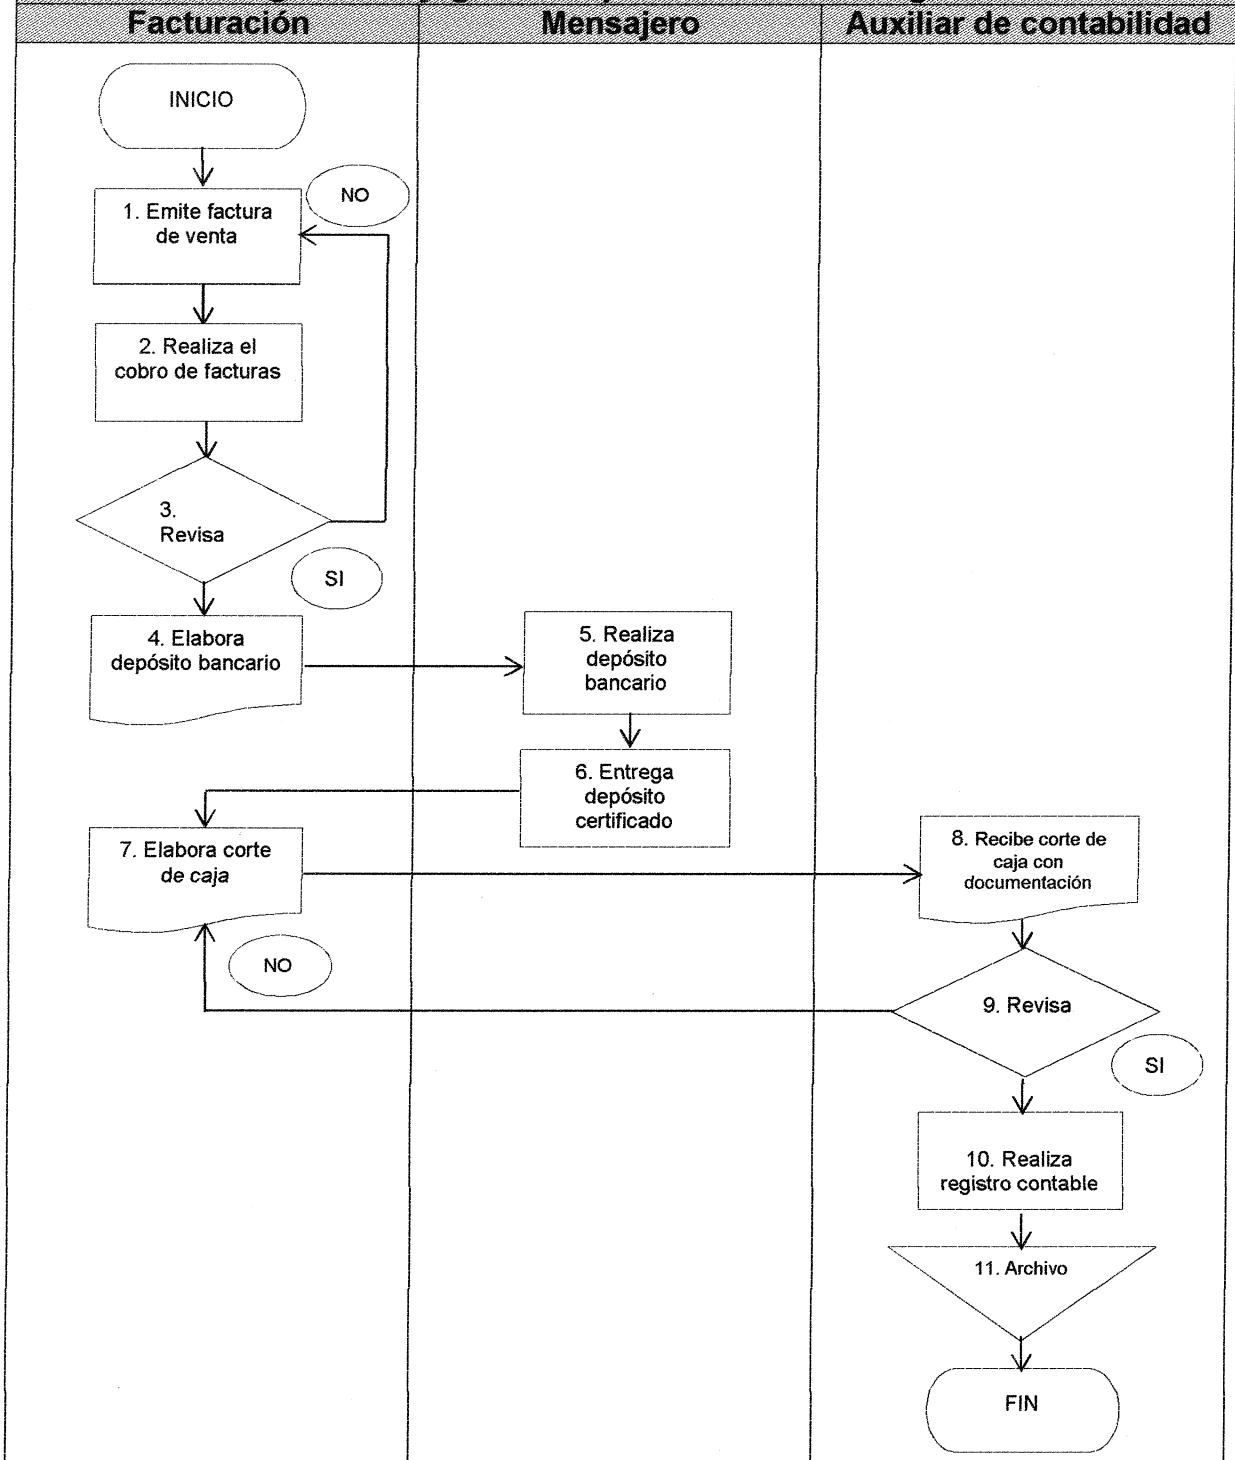 Facturación
Mensajero
Auxiliar de contabilidad
INICIO
NO
1. Emite factura
de venta
2. Realiza el
cobro de facturas
3.
Revisa
SI
4. Elabora
depósito bancario
5. Realiza
depósito
bancario
6. Entrega
depósito
certificado
7. Elabora corte
de caja
8. Recibe corte de
caja con
documentación
NO
9. Revisa
SI
10. Realiza
registro contable
11. Archivo
FIN